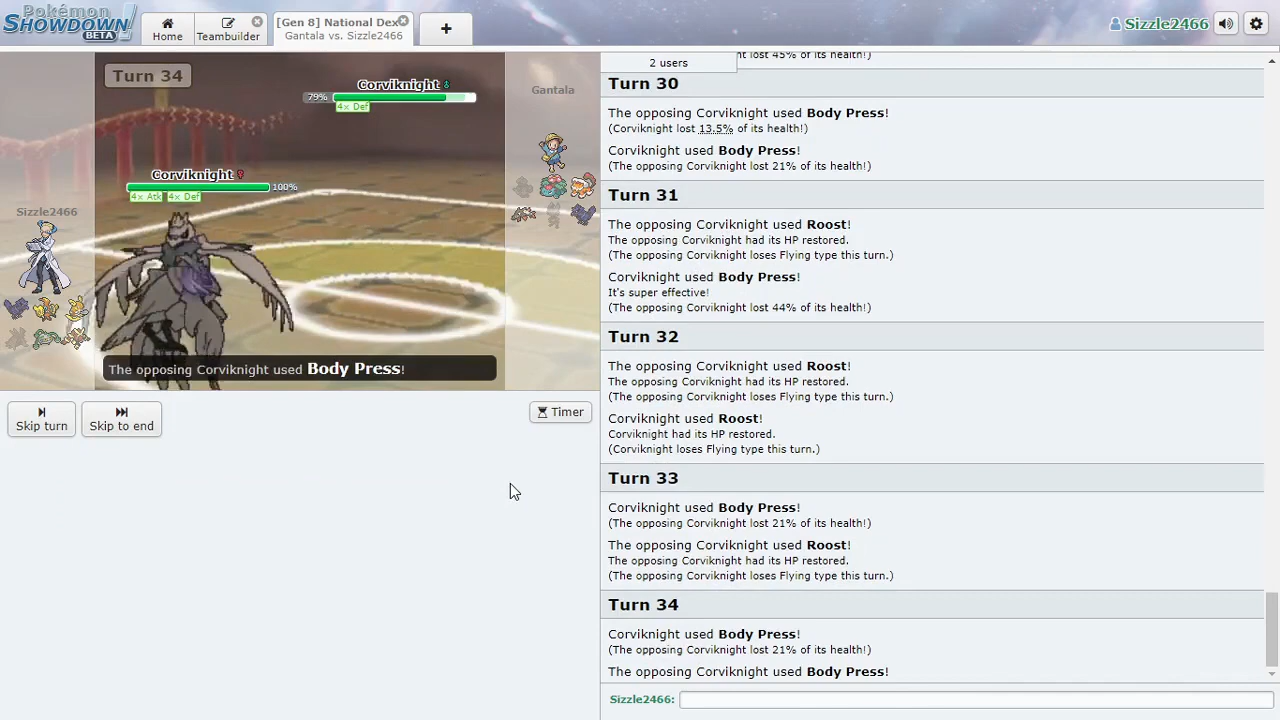 Pokémon
SHOWDOWN
BETA
Home
Teambuilder
[Gen 8] National Dex
Gantala vs. Sizzle2466
+
Sizzle2466
Turn 34
Corviknight
79%
4× Def
Corviknight
100%
4× Atk 4× Def
Sizzle2466
Gantala
The opposing Corviknight used Body Press!
Skip turn
Skip to end
Timer
2 users
ht lost 45% of its health!)
Turn 30
The opposing Corviknight used Body Press!
(Corviknight lost 13.5% of its health!)
Corviknight used Body Press!
(The opposing Corviknight lost 21% of its health!)
Turn 31
The opposing Corviknight used Roost!
The opposing Corviknight had its HP restored.
(The opposing Corviknight loses Flying type this turn.)
Corviknight used Body Press!
It's super effective!
(The opposing Corviknight lost 44% of its health!)
Turn 32
The opposing Corviknight used Roost!
The opposing Corviknight had its HP restored.
(The opposing Corviknight loses Flying type this turn.)
Corviknight used Roost!
Corviknight had its HP restored.
(Corviknight loses Flying type this turn.)
Turn 33
Corviknight used Body Press!
(The opposing Corviknight lost 21% of its health!)
The opposing Corviknight used Roost!
The opposing Corviknight had its HP restored.
(The opposing Corviknight loses Flying type this turn.)
Turn 34
Corviknight used Body Press!
(The opposing Corviknight lost 21% of its health!)
The opposing Corviknight used Body Press!
Sizzle2466: